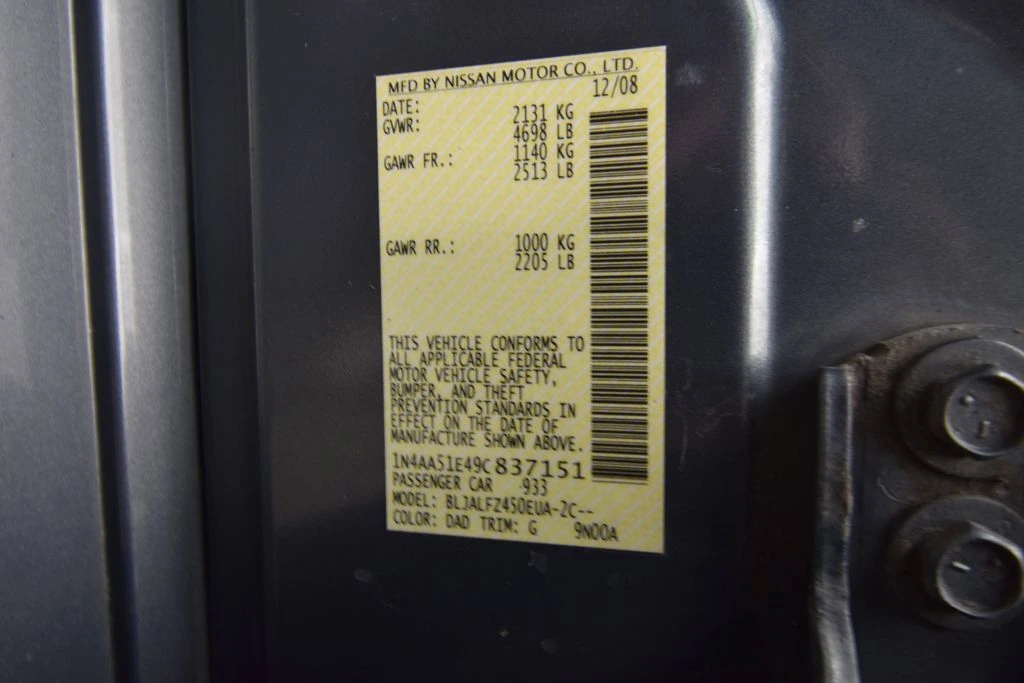 MFD BY NISSAN MOTOR CO., LTD.
DATE: 12/08
GVWR: 2131 KG
4698 LB
GAWR FR.: 1140 KG
2513 LB
GAWR RR.: 1000 KG
2205 LB
THIS VEHICLE CONFORMS TO
ALL APPLICABLE FEDERAL
MOTOR VEHICLE SAFETY,
BUMPER, AND THEFT
PREVENTION STANDARDS IN
EFFECT ON THE DATE OF
MANUFACTURE SHOWN ABOVE.
1N4AA51E49C837151
PASSENGER CAR 933
MODEL: BLJALFZ450EUA-2C--
COLOR: DAD TRIM: G 9N00A